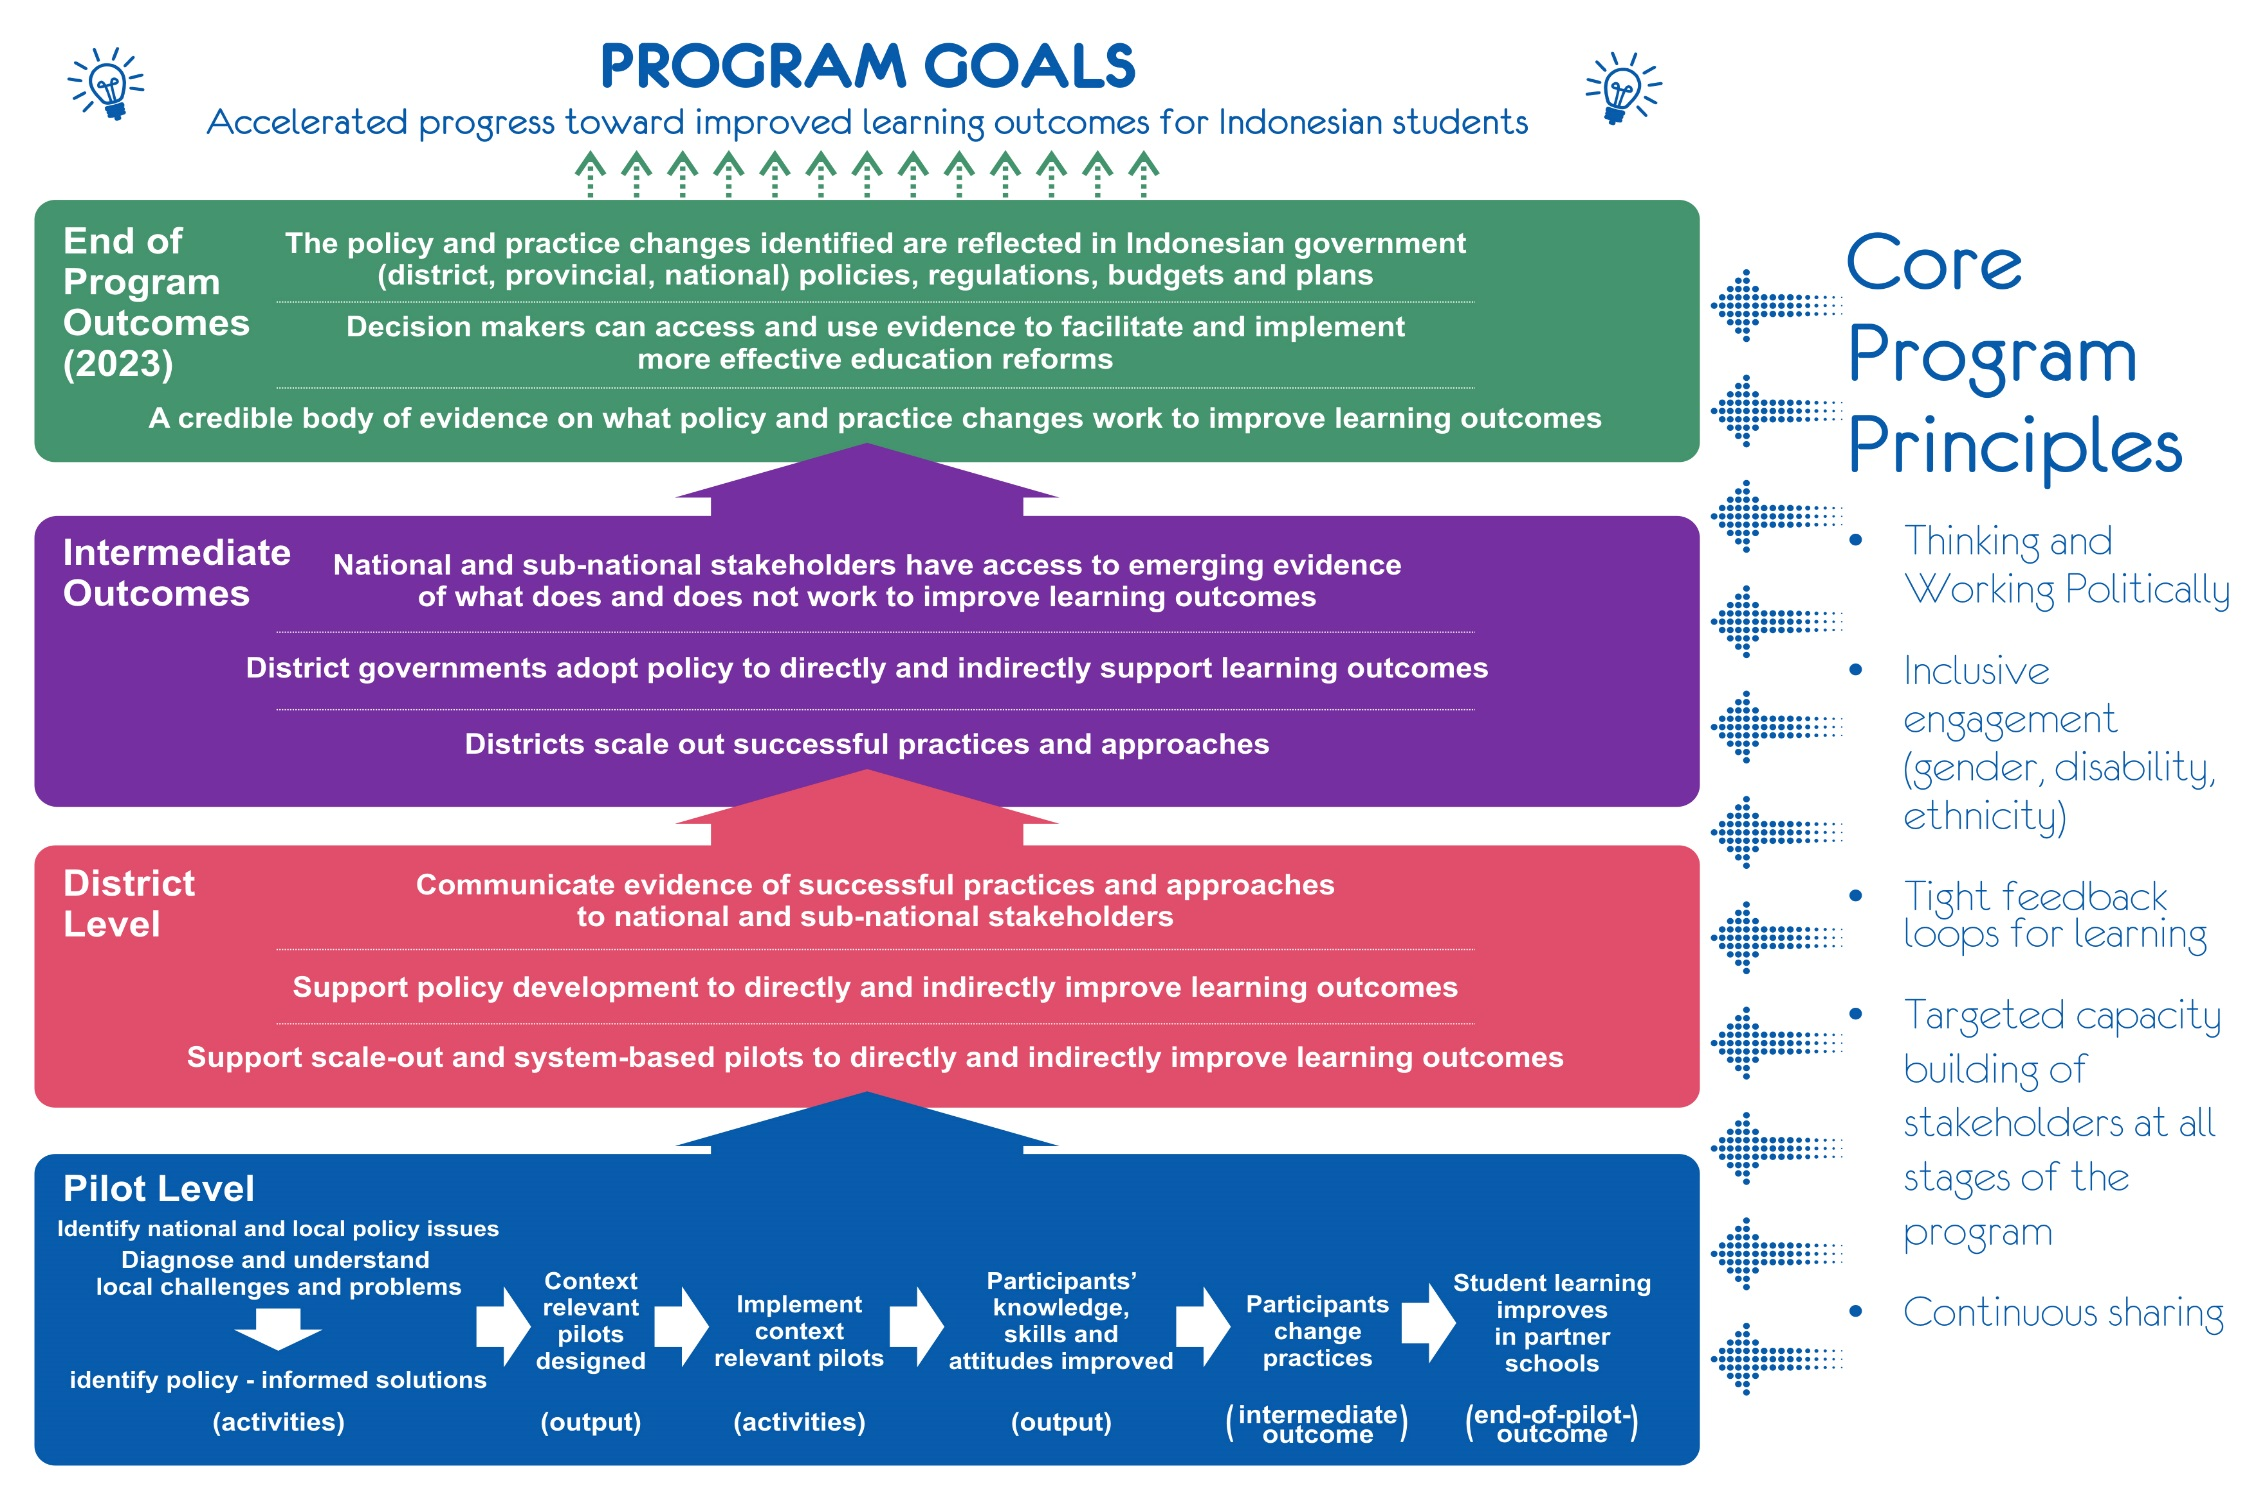 PROGRAM GOALS
Accelerated progress toward improved learning outcomes for Indonesian students
End of
Program
Outcomes
(2023)
The policy and practice changes identified are reflected in Indonesian government
(district, provincial, national) policies, regulations, budgets and plans
Decision makers can access and use evidence to facilitate and implement
more effective education reforms
A credible body of evidence on what policy and practice changes work to improve learning outcomes
Intermediate
Outcomes
National and sub-national stakeholders have access to emerging evidence
of what does and does not work to improve learning outcomes
District governments adopt policy to directly and indirectly support learning outcomes
Districts scale out successful practices and approaches
District
Level
Communicate evidence of successful practices and approaches
to national and sub-national stakeholders
Support policy development to directly and indirectly improve learning outcomes
Support scale-out and system-based pilots to directly and indirectly improve learning outcomes
Pilot Level
Identify national and local policy issues
Diagnose and understand
local challenges and problems
identify policy - informed solutions
(activities)
Context
relevant
pilots
designed
(output)
Implement
context
relevant pilots
(activities)
Participants’
knowledge,
skills and
attitudes improved
(output)
Participants
change
practices
(intermediate
outcome)
Student learning
improves
in partner
schools
(end-of-pilot-
outcome)
Core
Program
Principles
• Thinking and
Working Politically
• Inclusive
engagement
(gender, disability,
ethnicity)
• Tight feedback
loops for learning
• Targeted capacity
building of
stakeholders at all
stages of the
program
• Continuous sharing